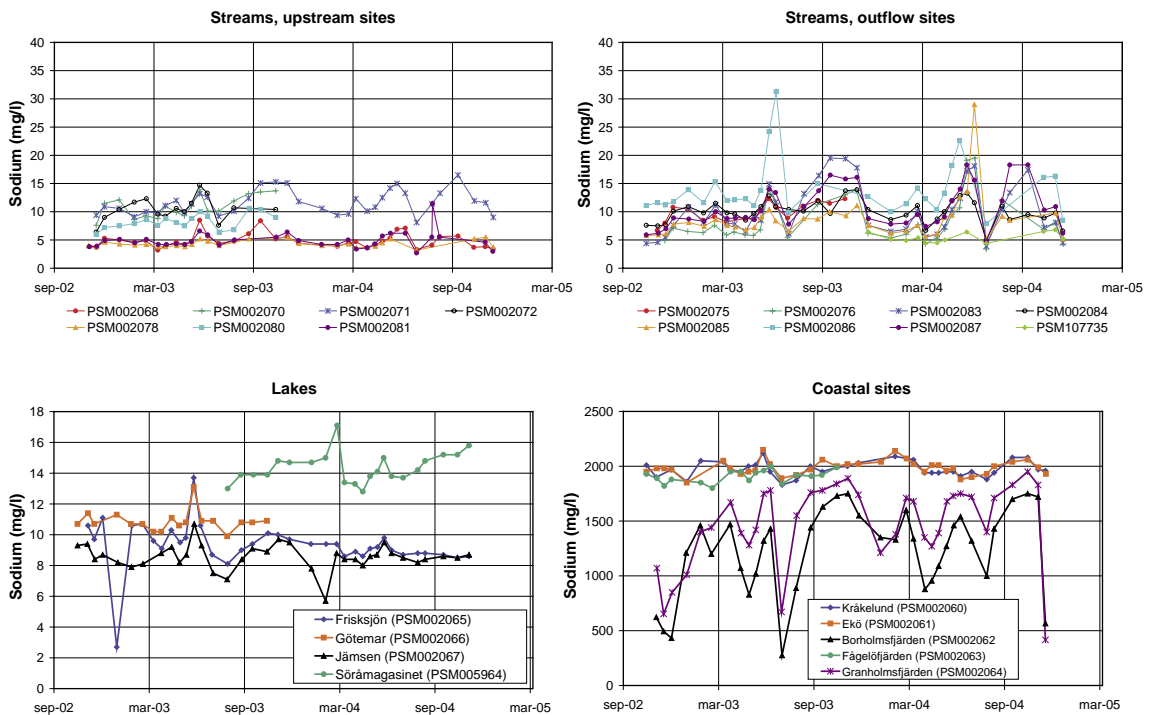 Streams, upstream sites
Sodium (mg/l)
40
35
30
25
20
15
10
5
0
sep-02 mar-03 sep-03 mar-04 sep-04 mar-05
PSM002068 PSM002070 PSM002071 PSM002072
PSM002078 PSM002080 PSM002081
Streams, outflow sites
Sodium (mg/l)
40
35
30
25
20
15
10
5
0
sep-02 mar-03 sep-03 mar-04 sep-04 mar-05
PSM002075 PSM002076 PSM002083 PSM002084
PSM002085 PSM002086 PSM002087 PSM107735
Lakes
Sodium (mg/l)
18
16
14
12
10
8
6
4
2
0
Frisksjön (PSM002065)
Götemar (PSM002066)
Jämsen (PSM002067)
Söråmagasinet (PSM005964)
sep-02 mar-03 sep-03 mar-04 sep-04 mar-05
Coastal sites
Sodium (mg/l)
2500
2000
1500
1000
500
0
Kråkelund (PSM002060)
Ekö (PSM002061)
Borholmsfjärden (PSM002062
Fågelöfjärden (PSM002063)
Granholmsfjärden (PSM002064)
sep-02 mar-03 sep-03 mar-04 sep-04 mar-05